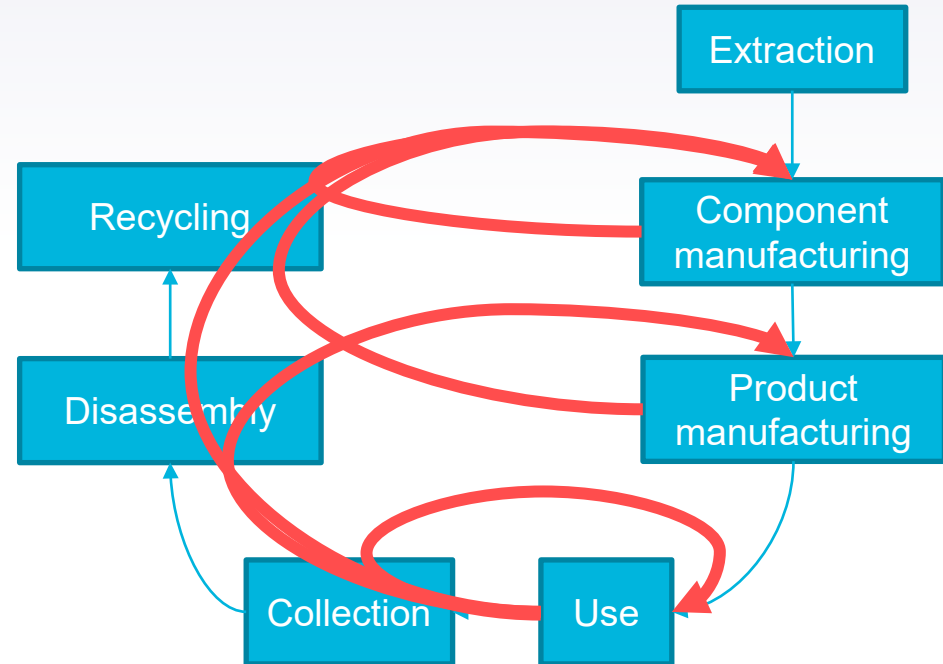 Extraction
Recycling
Component
manufacturing
Disassembly
Product
manufacturing
Collection
Use